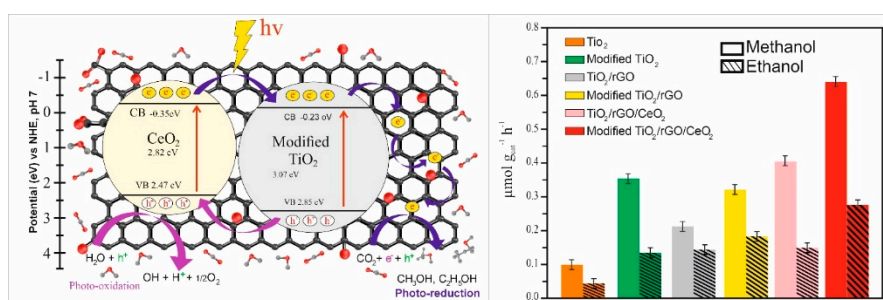 hv
Potential (eV) vs NHE, pH 7
-1
0
1
2
3
4
e⁻ e⁻ e⁻
CB -0.35eV
CeO₂
2.82 eV
VB 2.47 eV
h⁺ h⁺ h⁺
e⁻ e⁻ e⁻
CB -0.23 oV
Modified
TiO₂
3.07 eV
VB 2.85 eV
h⁺ h⁺ h⁺
e⁻
e⁻
e⁻
H₂O + h⁺
OH + H⁺ + 1/2O₂
Photo-oxidation
CO₂ + e⁻ + h⁺
CH₃OH, C₂H₅OH
Photo-reduction
µmol gcat⁻¹ h⁻¹
0.8
0.7
0.6
0.5
0.4
0.3
0.2
0.1
0.0
Tio₂
Modified TiO₂
TiO₂/rGO
Modified TiO₂/rGO
TiO₂/rGO/CeO₂
Modified TiO₂/rGO/CeO₂
Methanol
Ethanol